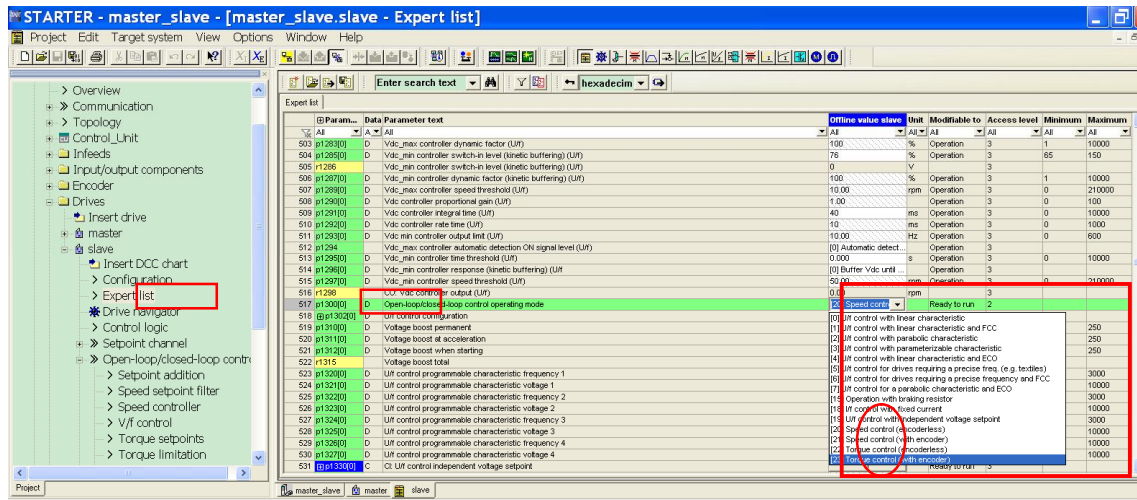 STARTER - master_slave - [master_slave.slave - Expert list]
Project Edit Target system View Options Window Help
Enter search text hexadecim
> Overview
» Communication
> Topology
Control_Unit
Infeeds
Input/output components
Encoder
Drives
Insert drive
master
slave
Insert DCC chart
> Configuration
> Expert list
Drive navigator
> Control logic
» Setpoint channel
» Open-loop/closed-loop contr
> Setpoint addition
> Speed setpoint filter
> Speed controller
> V/f control
> Torque setpoints
> Torque limitation
Project
Expert list
Param... Data Parameter text Offline value slave Unit Modifiable to Access level Minimum Maximum
All A All All All All All All All
503 p1283[0] D Vdc_max controller dynamic factor (U/f) 100 % Operation 3 1 10000
504 p1285[0] D Vdc_min controller switch-in level (kinetic buffering) (U/f) 76 % Operation 3 65 150
505 r1286 Vdc_min controller switch-in level (kinetic buffering) (U/f) 0 V 3
506 p1287[0] D Vdc_min controller dynamic factor (kinetic buffering) (U/f) 100 % Operation 3 1 10000
507 p1289[0] D Vdc_max controller speed threshold (U/f) 10.00 rpm Operation 3 0 210000
508 p1290[0] D Vdc controller proportional gain (U/f) 1.00 Operation 3 0 100
509 p1291[0] D Vdc controller integral time (U/f) 40 ms Operation 3 0 10000
510 p1292[0] D Vdc controller rate time (U/f) 10 ms Operation 3 0 1000
511 p1293[0] D Vdc min controller output limit (U/f) 10.00 Hz Operation 3 0 600
512 p1294 Vdc_max controller automatic detection ON signal level (U/f) [0] Automatic detect... Operation 3
513 p1295[0] D Vdc_min controller time threshold (U/f) 0.000 s Operation 3 0 10000
514 p1296[0] D Vdc_min controller response (kinetic buffering) (U/f [0] Buffer Vdc until ... Operation 3
515 p1297[0] D Vdc_min controller speed threshold (U/f) 50.00 rpm Operation 3 0 210000
516 r1298 CO: Vdc controller output (U/f) 0.00 rpm 3
517 p1300[0] D Open-loop/closed-loop control operating mode [20] Speed contr Ready to run 2
518 p1302[0] D U/f control configuration
519 p1310[0] D Voltage boost permanent 250
520 p1311[0] D Voltage boost at acceleration 250
521 p1312[0] D Voltage boost when starting 250
522 r1315 Voltage boost total
523 p1320[0] D U/f control programmable characteristic frequency 1 3000
524 p1321[0] D U/f control programmable characteristic voltage 1 10000
525 p1322[0] D U/f control programmable characteristic frequency 2 3000
526 p1323[0] D U/f control programmable characteristic voltage 2 10000
527 p1324[0] D U/f control programmable characteristic frequency 3 3000
528 p1325[0] D U/f control programmable characteristic voltage 3 10000
529 p1326[0] D U/f control programmable characteristic frequency 4 10000
530 p1327[0] D U/f control programmable characteristic voltage 4 10000
531 p1330[0] C CI: U/f control independent voltage setpoint Ready to run 3
[0] U/f control with linear characteristic
[1] U/f control with linear characteristic and FCC
[2] U/f control with parabolic characteristic
[3] U/f control with parameterizable characteristic
[4] U/f control with linear characteristic and ECO
[5] U/f control for drives requiring a precise freq. (e.g. textiles)
[6] U/f control for drives requiring a precise frequency and FCC
[7] U/f control for a parabolic characteristic and ECO
[15] Operation with braking resistor
[18] I/f control with fixed current
[19] U/f control with independent voltage setpoint
[20] Speed control (encoderless)
[21] Speed control (with encoder)
[22] Torque control (encoderless)
[23] Torque control (with encoder)
master_slave master slave